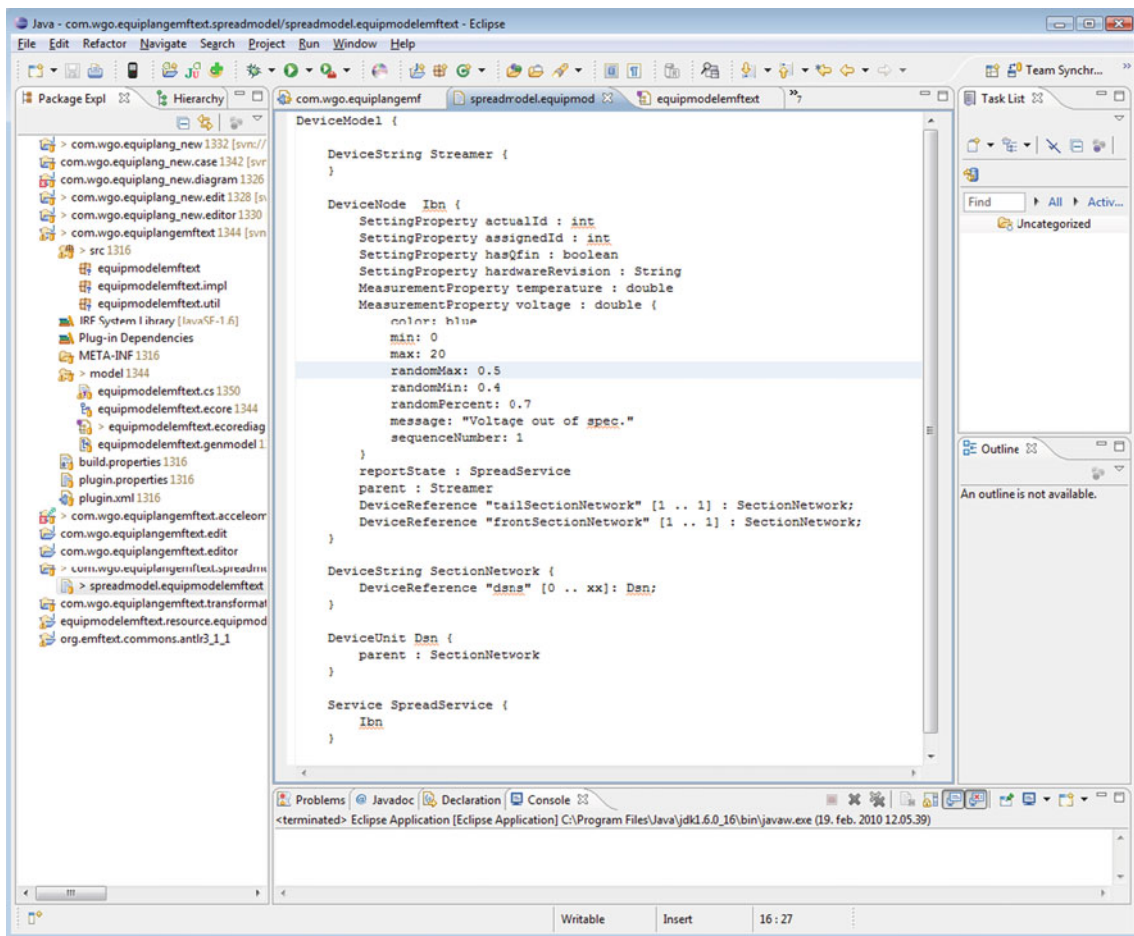 Java - com.wgo.equiplangemftext.spreadmodel/spreadmodel.equipmodelemftext - Eclipse
File Edit Refactor Navigate Search Project Run Window Help
Team Synchr...
Package Expl
Hierarchy
com.wgo.equiplang_new 1332 [svn://
com.wgo.equiplang_new.case 1342 [svr
com.wgo.equiplang_new.diagram 1326
> com.wgo.equiplang_new.edit 1328 [sv
> com.wgo.equiplang_new.editor 1330
> com.wgo.equiplangemftext 1344 [svn
> src 1316
equipmodelemftext
equipmodelemftext.impl
equipmodelemftext.util
JRE System Library [JavaSE-1.6]
Plug-in Dependencies
META-INF 1316
> model 1344
equipmodelemftext.cs 1350
equipmodelemftext.ecore 1344
> equipmodelemftext.ecorediag
equipmodelemftext.genmodel 1
build.properties 1316
plugin.properties 1316
plugin.xml 1316
> com.wgo.equiplangemftext.acceleom
com.wgo.equiplangemftext.edit
com.wgo.equiplangemftext.editor
> com.wgo.equiplangemftext.spreadm
> spreadmodel.equipmodelemftext
com.wgo.equiplangemftext.transformat
equipmodelemftext.resource.equipmod
org.emftext.commons.antlr3_1_1
com.wgo.equiplangemf
spreadmodel.equipmod
equipmodelemftext
»7
DeviceModel {
DeviceString Streamer {
}
DeviceNode Ibn {
SettingProperty actualId : int
SettingProperty assignedId : int
SettingProperty hasQfin : boolean
SettingProperty hardwareRevision : String
MeasurementProperty temperature : double
MeasurementProperty voltage : double {
color: blue
min: 0
max: 20
randomMax: 0.5
randomMin: 0.4
randomPercent: 0.7
message: "Voltage out of spec."
sequenceNumber: 1
}
reportState : SpreadService
parent : Streamer
DeviceReference "tailSectionNetwork" [1 .. 1] : SectionNetwork;
DeviceReference "frontSectionNetwork" [1 .. 1] : SectionNetwork;
}
DeviceString SectionNetwork {
DeviceReference "dsns" [0 .. xx]: Dsn;
}
DeviceUnit Dsn {
parent : SectionNetwork
}
Service SpreadService {
Ibn
}
Task List
Find
All
Activ...
Uncategorized
Outline
An outline is not available.
Problems
Javadoc
Declaration
Console
<terminated> Eclipse Application [Eclipse Application] C:\Program Files\Java\jdk1.6.0_16\bin\javaw.exe (19. feb. 2010 12.05.39)
Writable
Insert
16 : 27